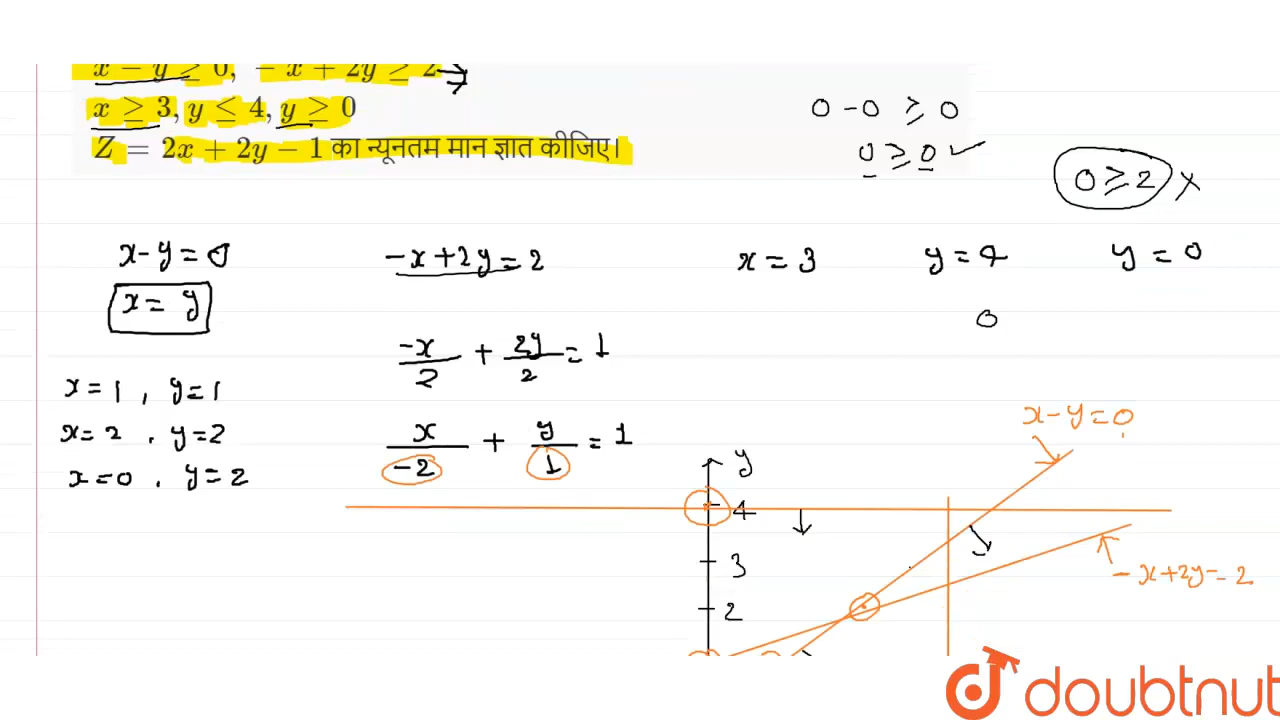 x − y ≥ 0, −x + 2y ≥ 2
x ≥ 3, y ≤ 4, y ≥ 0
Z = 2x + 2y − 1 का न्यूनतम मान ज्ञात कीजिए।
0 - 0 ≥ 0
0 ≥ 0 ✓
0 ≥ 2 ×
x - y = 0
x = y
x = 1, y = 1
x = 2, y = 2
x = 0, y = 2
-x + 2y = 2
-x/2 + 2y/2 = 1
x/-2 + y/1 = 1
x = 3
y = 4
y = 0
0
x - y = 0
y
4
3
2
-x + 2y = 2
doubtnut